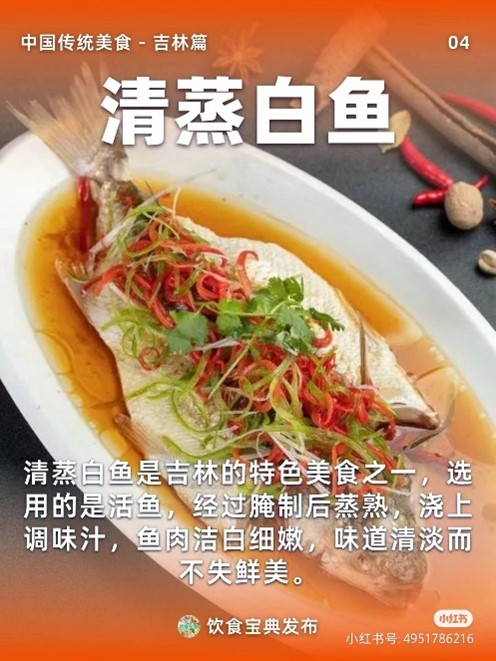 中国传统美食 - 吉林篇
04
清蒸白鱼
清蒸白鱼是吉林的特色美食之一，选
用的是活鱼，经过腌制后蒸熟，浇上
调味汁，鱼肉洁白细嫩，味道清淡而
不失鲜美。
饮食宝典发布
小红书
小红书号: 4951786216